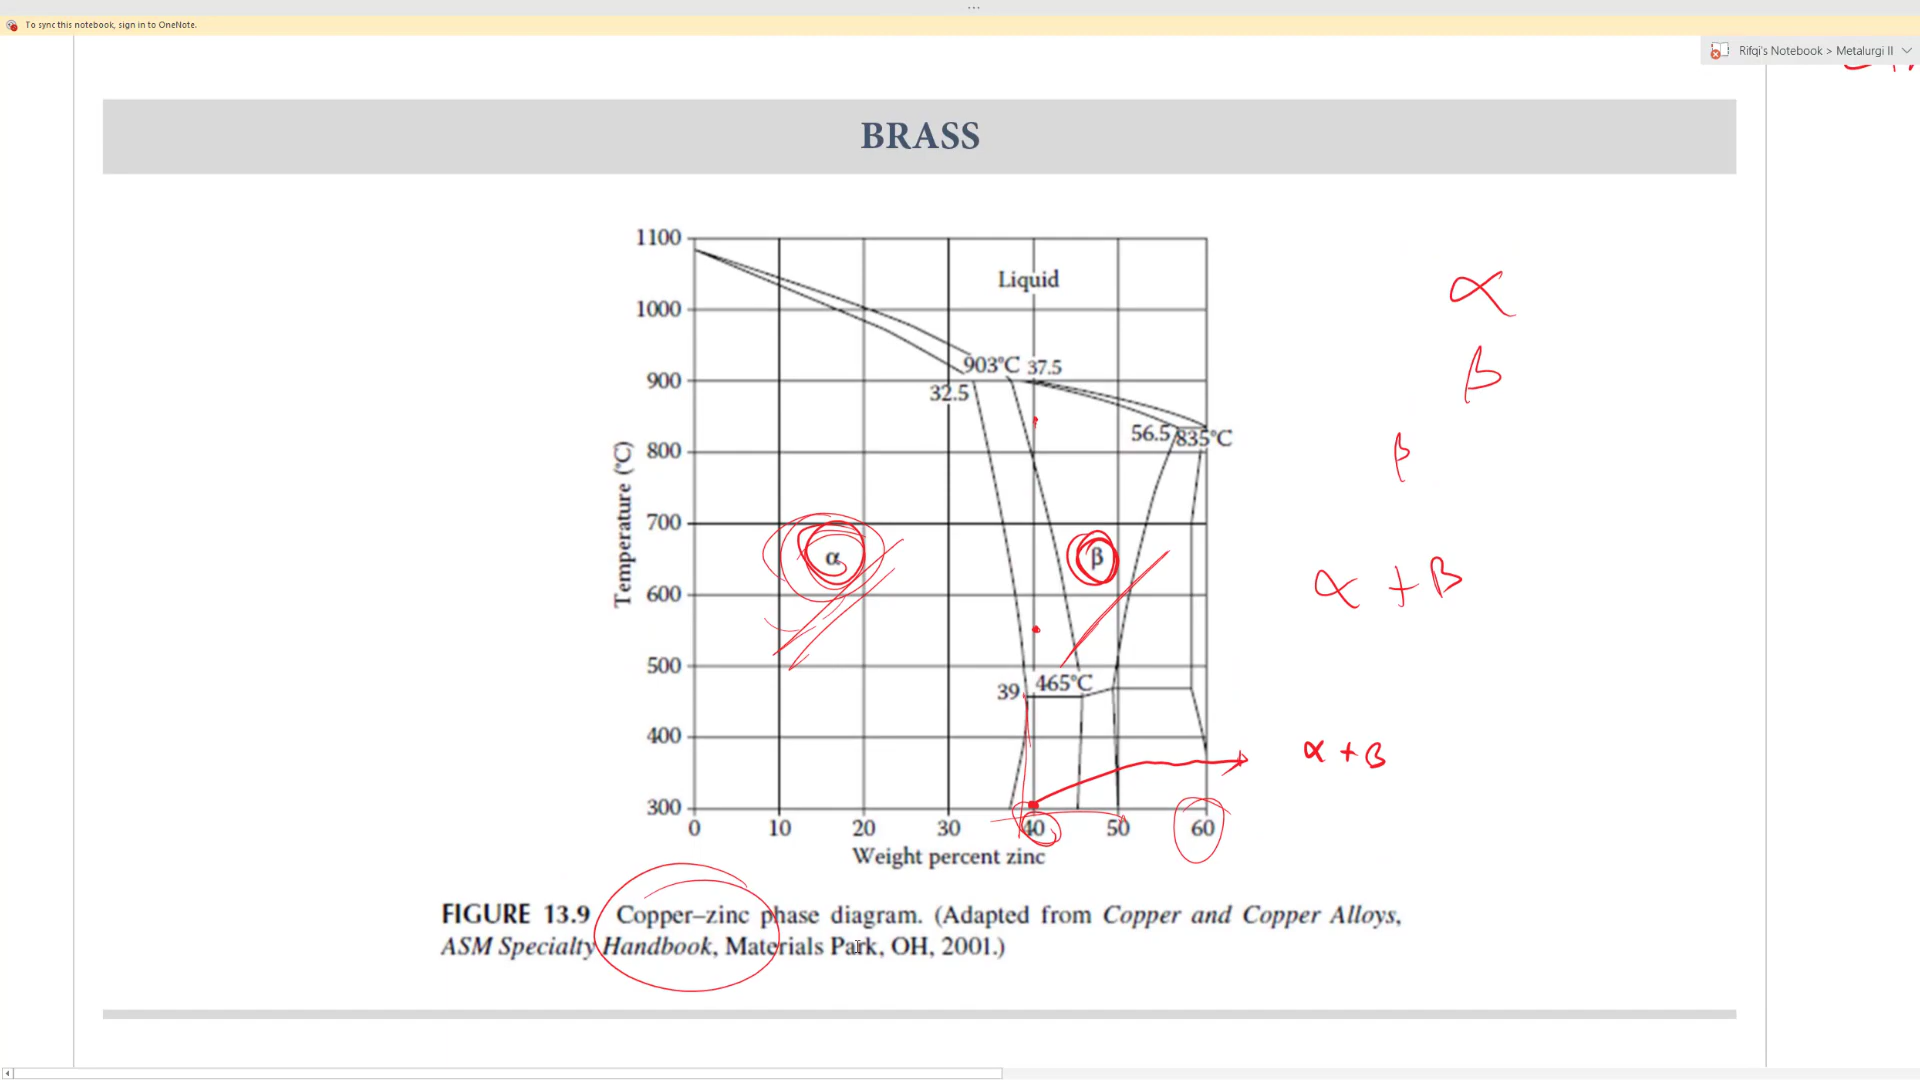 To sync this notebook, sign in to OneNote.
Rifqi's Notebook > Metalurgi II
BRASS
1100
1000
900
800
700
600
500
400
300
Temperature (°C)
Liquid
903°C 37.5
32.5
56.5 835°C
α
β
39 465°C
0 10 20 30 40 50 60
Weight percent zinc
α
β
β
α + β
α + β
FIGURE 13.9 Copper–zinc phase diagram. (Adapted from Copper and Copper Alloys,
ASM Specialty Handbook, Materials Park, OH, 2001.)